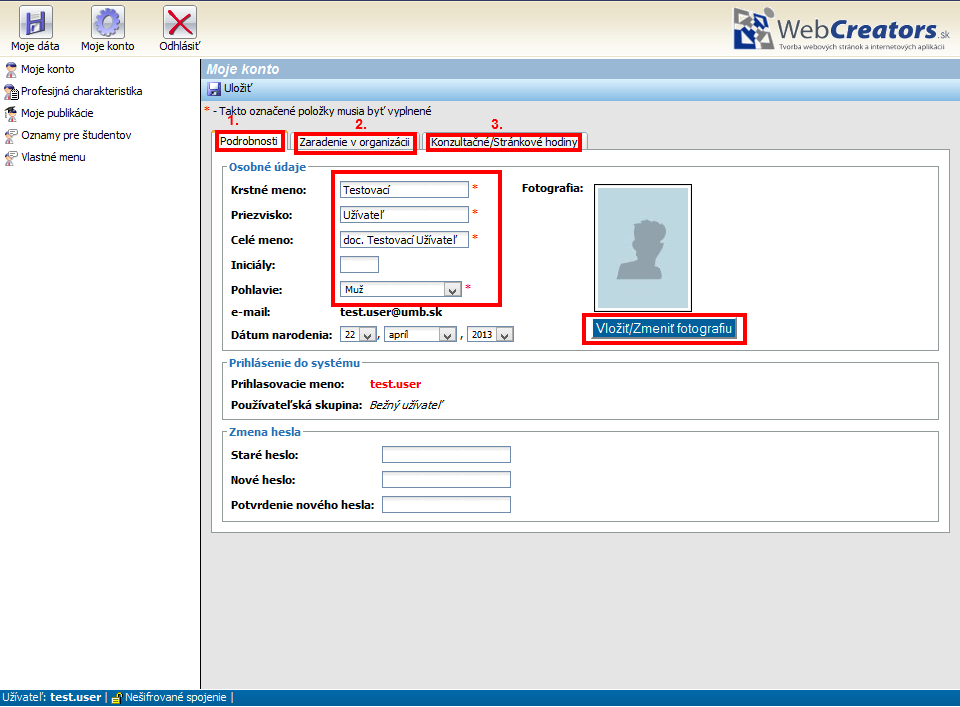 Moje dáta Moje konto Odhlásiť
WebCreators.sk
Tvorba webových stránok a internetových aplikácií
Moje konto
Profesijná charakteristika
Moje publikácie
Oznamy pre študentov
Vlastné menu
Moje konto
Uložiť
* - Takto označené položky musia byť vyplnené
1. 2. 3.
Podrobnosti Zaradenie v organizácii Konzultačné/Stránkové hodiny
Osobné údaje
Krstné meno: Testovací * Fotografia:
Priezvisko: Užívateľ *
Celé meno: doc. Testovací Užívateľ *
Iniciály:
Pohlavie: Muž *
e-mail: test.user@umb.sk
Vložiť/Zmeniť fotografiu
Dátum narodenia: 22 , apríl , 2013
Prihlásenie do systému
Prihlasovacie meno: test.user
Používateľská skupina: Bežný užívateľ
Zmena hesla
Staré heslo:
Nové heslo:
Potvrdenie nového hesla:
Užívateľ: test.user | Nešifrované spojenie |